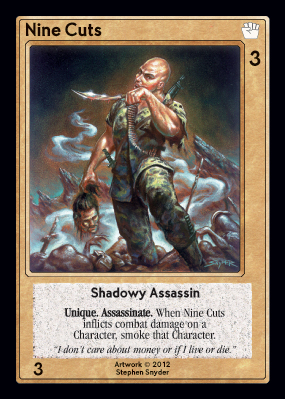 Nine Cuts
3
SNYDER
Shadowy Assassin
Unique. Assassinate. When Nine Cuts
inflicts combat damage on a
Character, smoke that Character.
"I don't care about money or if I live or die."
3
Artwork © 2012
Stephen Snyder